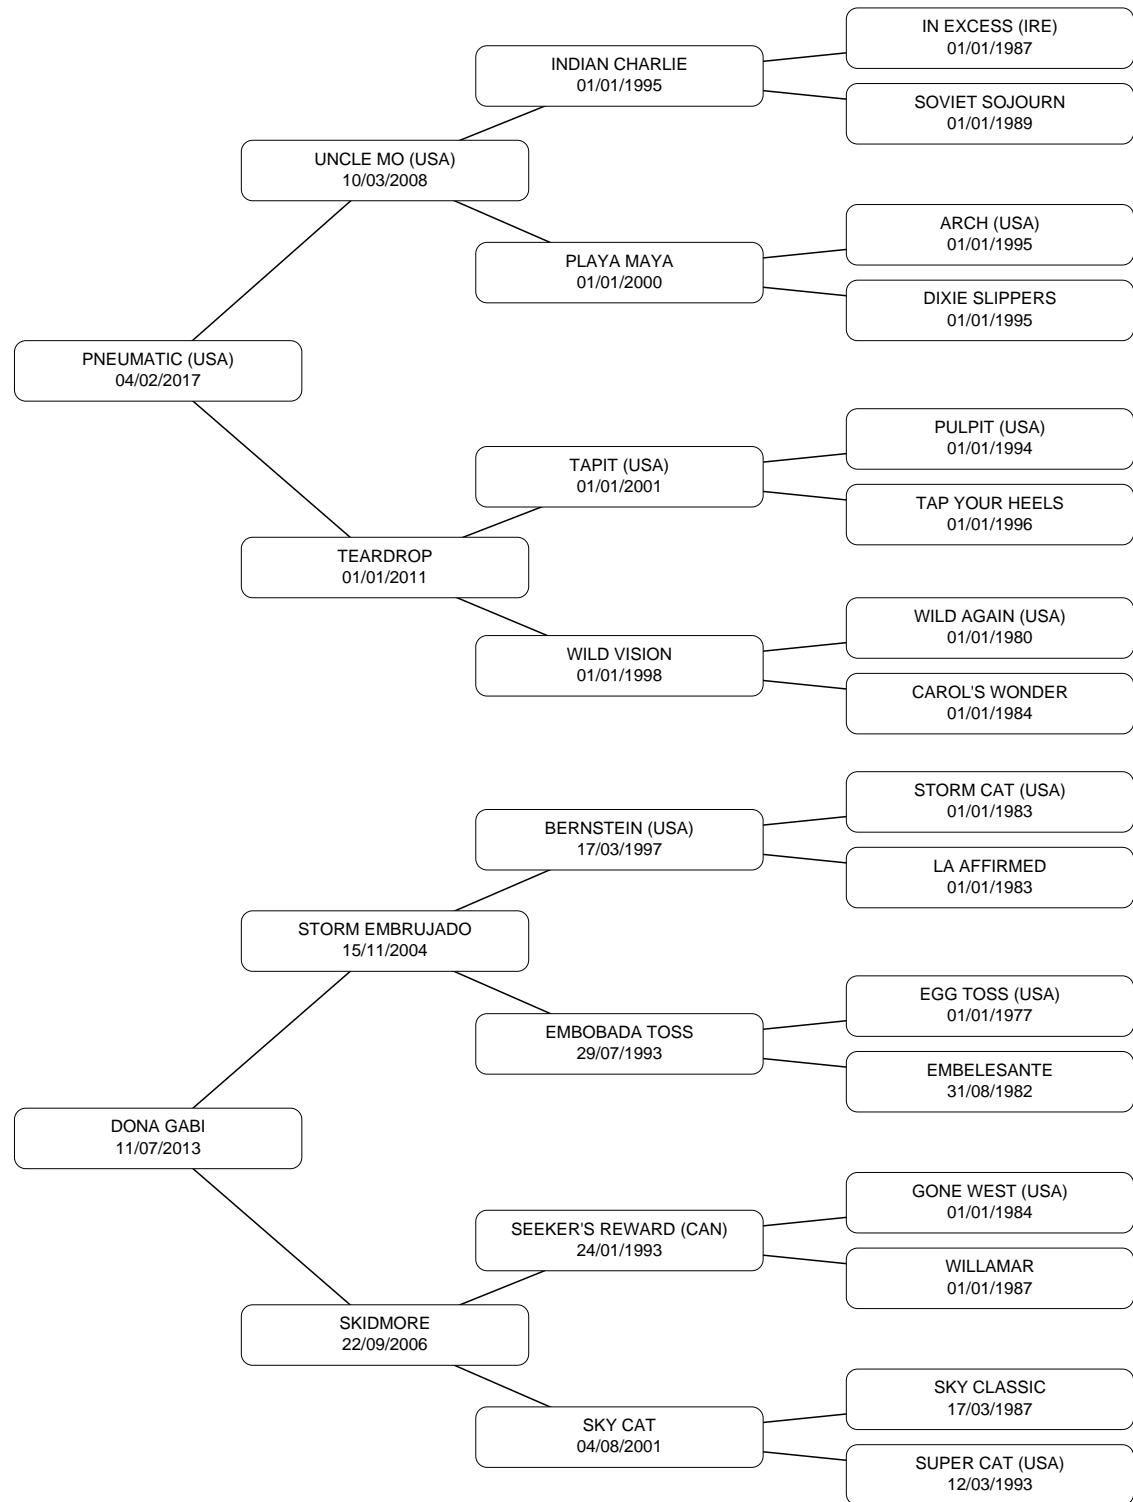 IN EXCESS (IRE)
01/01/1987
INDIAN CHARLIE
01/01/1995
SOVIET SOJOURN
01/01/1989
UNCLE MO (USA)
10/03/2008
ARCH (USA)
01/01/1995
PLAYA MAYA
01/01/2000
DIXIE SLIPPERS
01/01/1995
PNEUMATIC (USA)
04/02/2017
PULPIT (USA)
01/01/1994
TAPIT (USA)
01/01/2001
TAP YOUR HEELS
01/01/1996
TEARDROP
01/01/2011
WILD AGAIN (USA)
01/01/1980
WILD VISION
01/01/1998
CAROL'S WONDER
01/01/1984
STORM CAT (USA)
01/01/1983
BERNSTEIN (USA)
17/03/1997
LA AFFIRMED
01/01/1983
STORM EMBRUJADO
15/11/2004
EGG TOSS (USA)
01/01/1977
EMBOBADA TOSS
29/07/1993
EMBELESANTE
31/08/1982
DONA GABI
11/07/2013
GONE WEST (USA)
01/01/1984
SEEKER'S REWARD (CAN)
24/01/1993
WILLAMAR
01/01/1987
SKIDMORE
22/09/2006
SKY CLASSIC
17/03/1987
SKY CAT
04/08/2001
SUPER CAT (USA)
12/03/1993